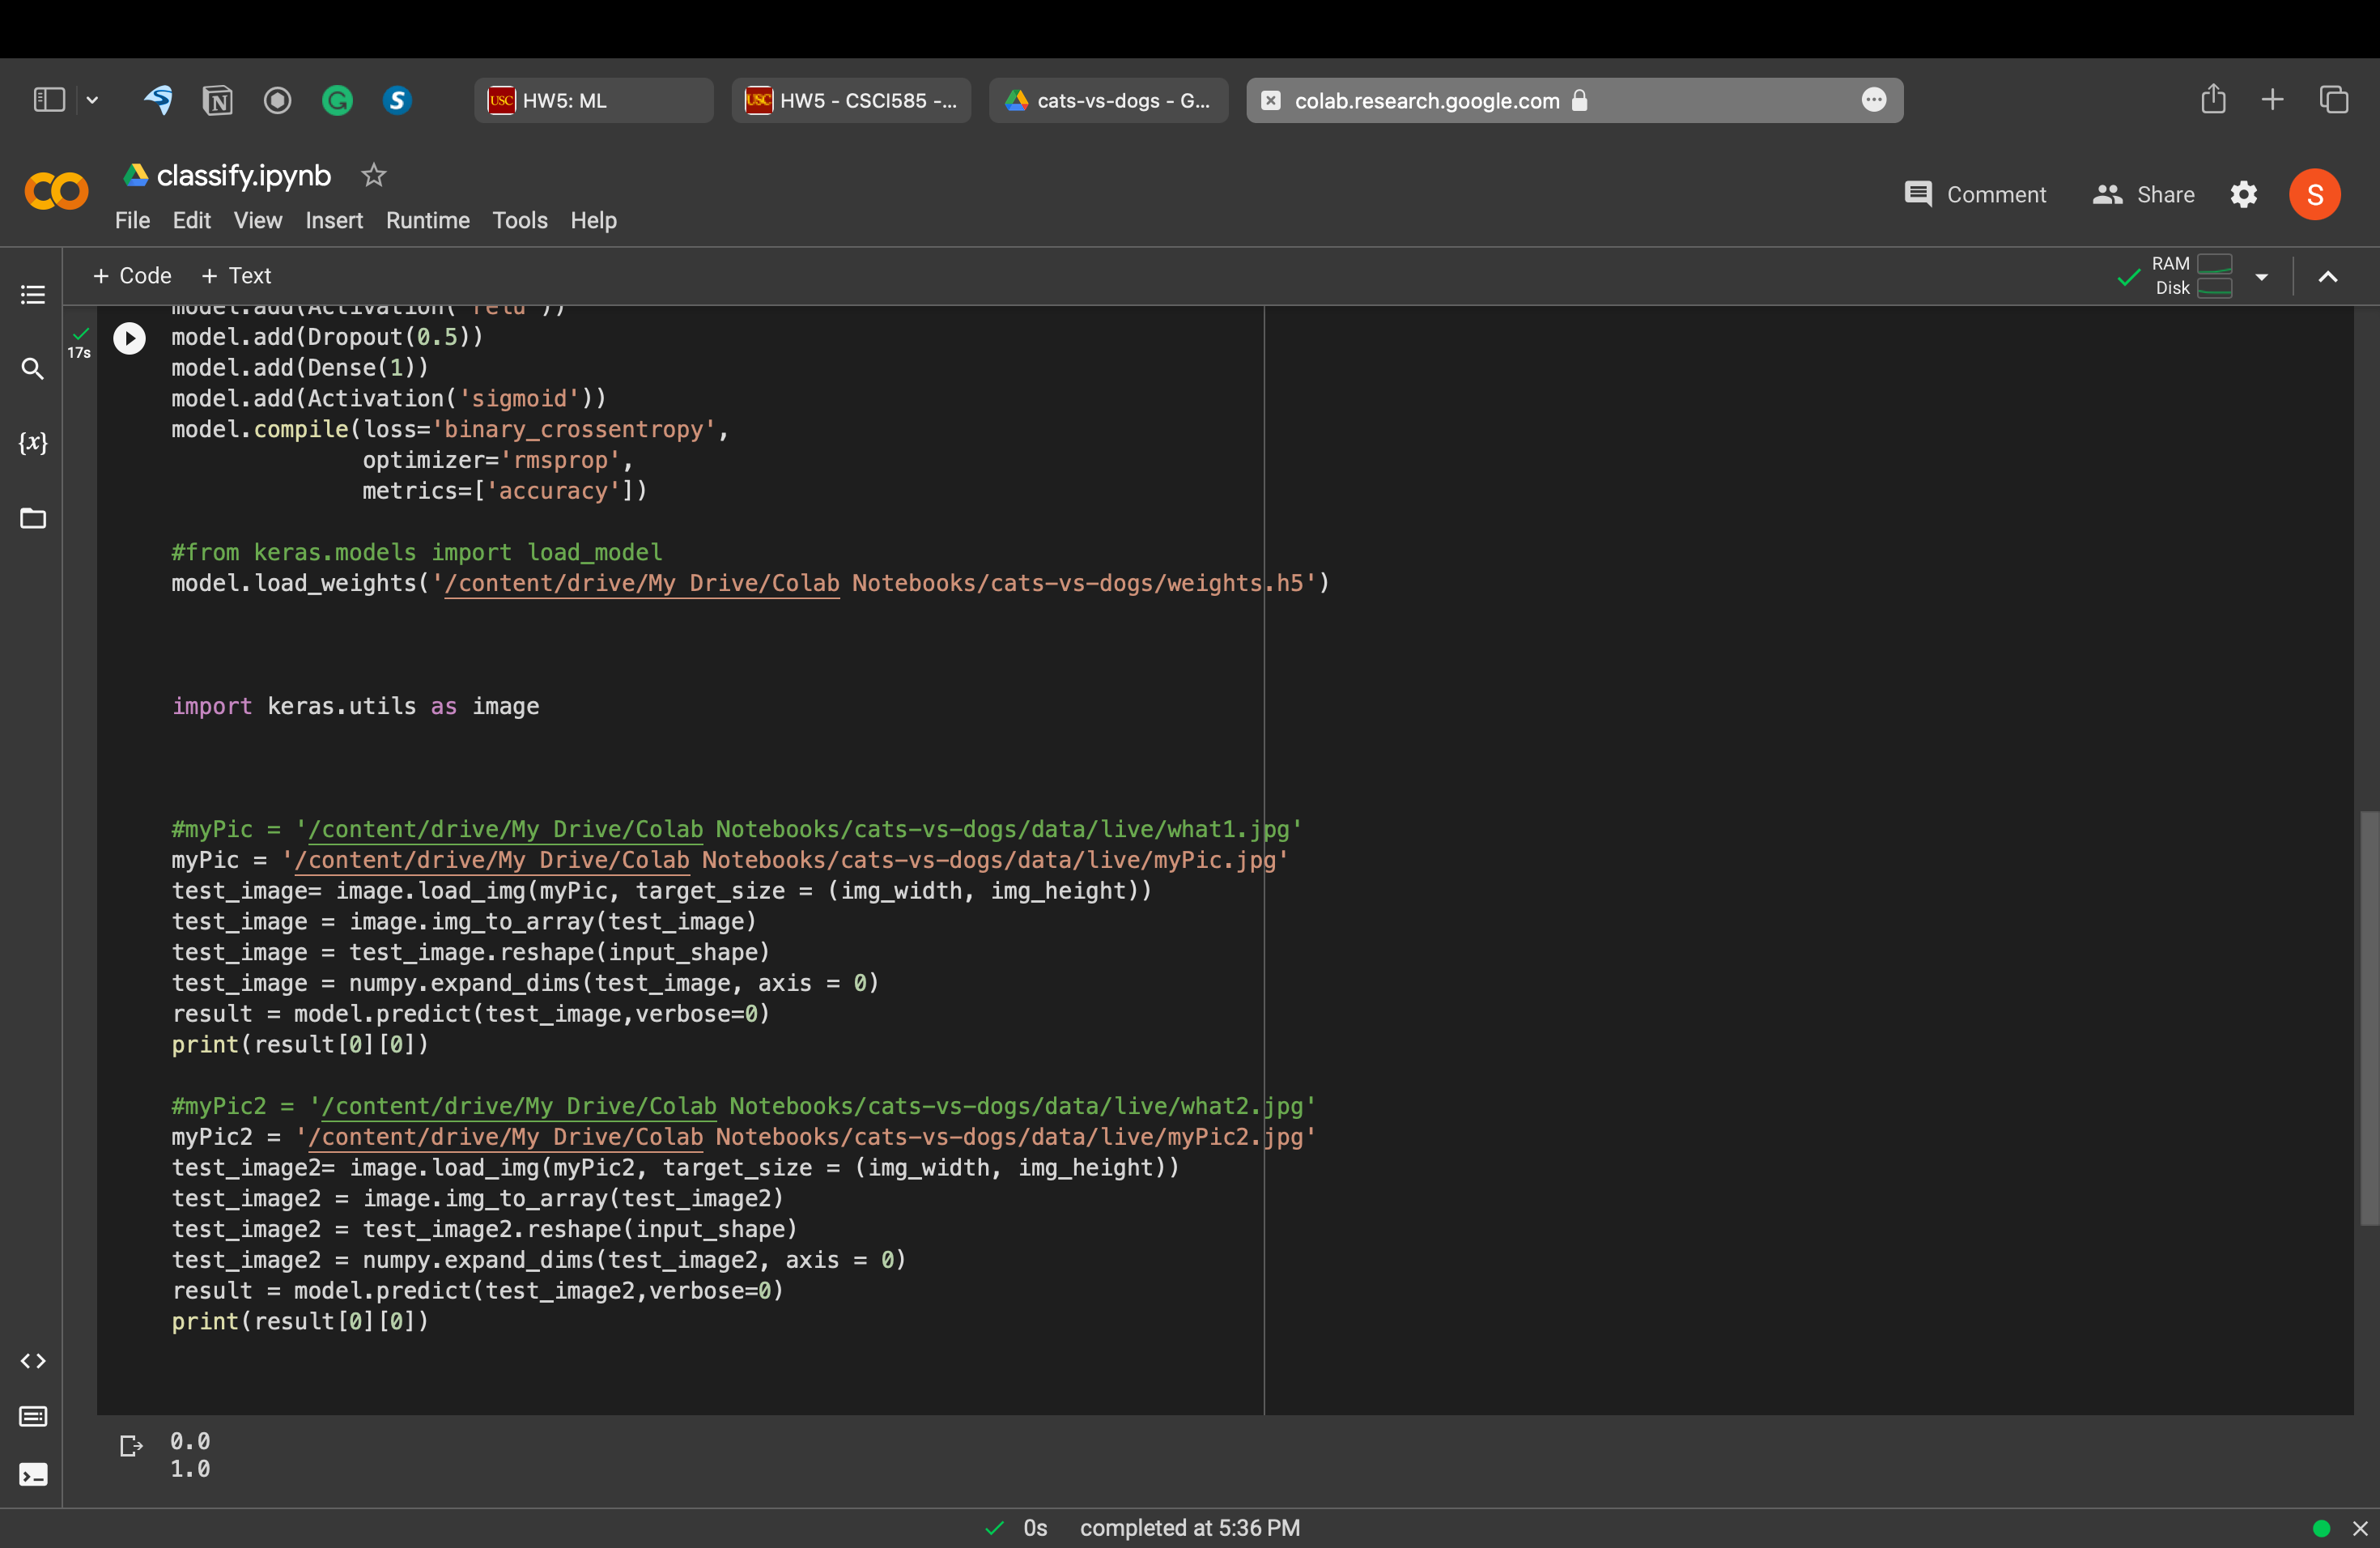 HW5: ML
HW5 - CSCI585 -...
cats-vs-dogs - G...
colab.research.google.com
classify.ipynb
File Edit View Insert Runtime Tools Help
Comment Share S
+ Code + Text
RAM
Disk
17s
model.add(Activation('relu'))
model.add(Dropout(0.5))
model.add(Dense(1))
model.add(Activation('sigmoid'))
model.compile(loss='binary_crossentropy',
optimizer='rmsprop',
metrics=['accuracy'])
#from keras.models import load_model
model.load_weights('/content/drive/My Drive/Colab Notebooks/cats-vs-dogs/weights.h5')
import keras.utils as image
#myPic = '/content/drive/My Drive/Colab Notebooks/cats-vs-dogs/data/live/what1.jpg'
myPic = '/content/drive/My Drive/Colab Notebooks/cats-vs-dogs/data/live/myPic.jpg'
test_image= image.load_img(myPic, target_size = (img_width, img_height))
test_image = image.img_to_array(test_image)
test_image = test_image.reshape(input_shape)
test_image = numpy.expand_dims(test_image, axis = 0)
result = model.predict(test_image,verbose=0)
print(result[0][0])
#myPic2 = '/content/drive/My Drive/Colab Notebooks/cats-vs-dogs/data/live/what2.jpg'
myPic2 = '/content/drive/My Drive/Colab Notebooks/cats-vs-dogs/data/live/myPic2.jpg'
test_image2= image.load_img(myPic2, target_size = (img_width, img_height))
test_image2 = image.img_to_array(test_image2)
test_image2 = test_image2.reshape(input_shape)
test_image2 = numpy.expand_dims(test_image2, axis = 0)
result = model.predict(test_image2,verbose=0)
print(result[0][0])
0.0
1.0
0s completed at 5:36 PM